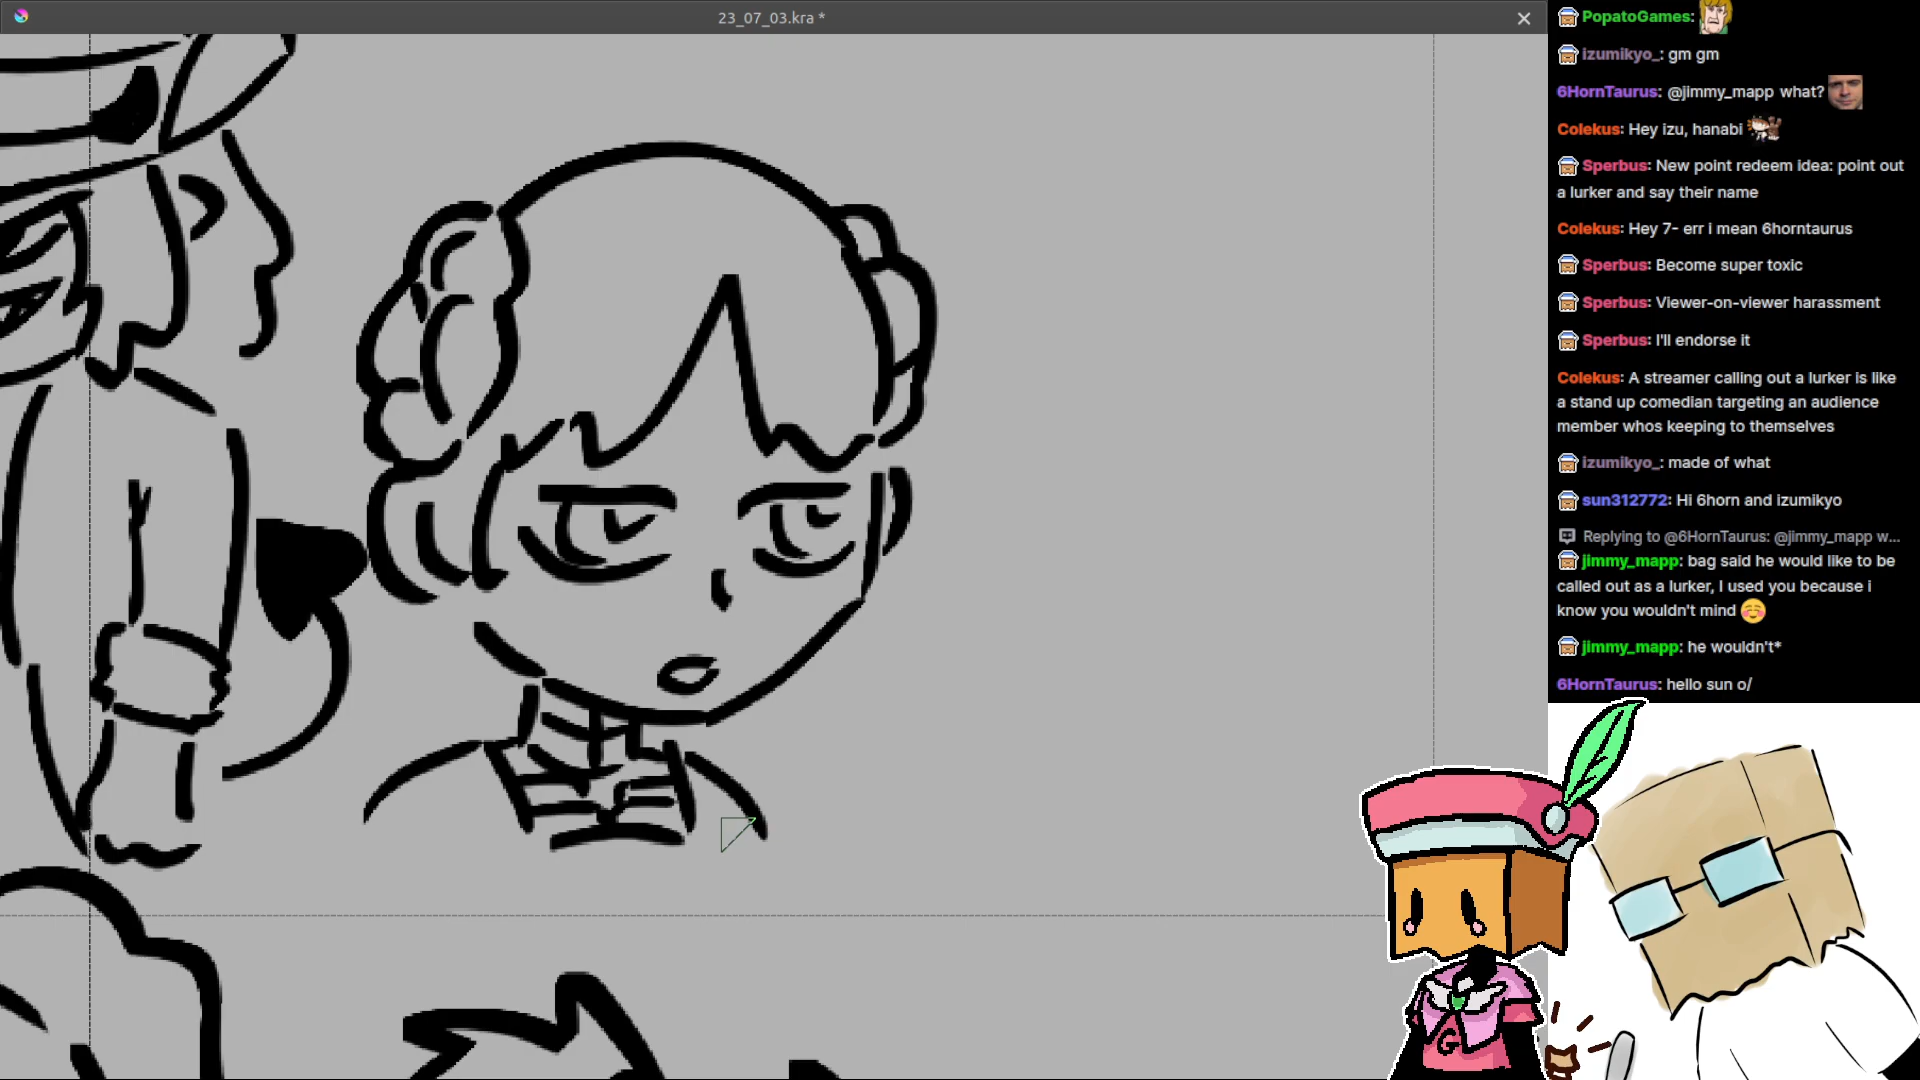 23_07_03.kra *
PopatoGames:
izumikyo_: gm gm
6HornTaurus: @jimmy_mapp what?
Colekus: Hey izu, hanabi
Sperbus: New point redeem idea: point out
a lurker and say their name
Colekus: Hey 7- err i mean 6horntaurus
Sperbus: Become super toxic
Sperbus: Viewer-on-viewer harassment
Sperbus: I'll endorse it
Colekus: A streamer calling out a lurker is like
a stand up comedian targeting an audience
member whos keeping to themselves
izumikyo_: made of what
sun312772: Hi 6horn and izumikyo
Replying to @6HornTaurus: @jimmy_mapp w...
jimmy_mapp: bag said he would like to be
called out as a lurker, I used you because i
know you wouldn't mind
jimmy_mapp: he wouldn't*
6HornTaurus: hello sun o/
G